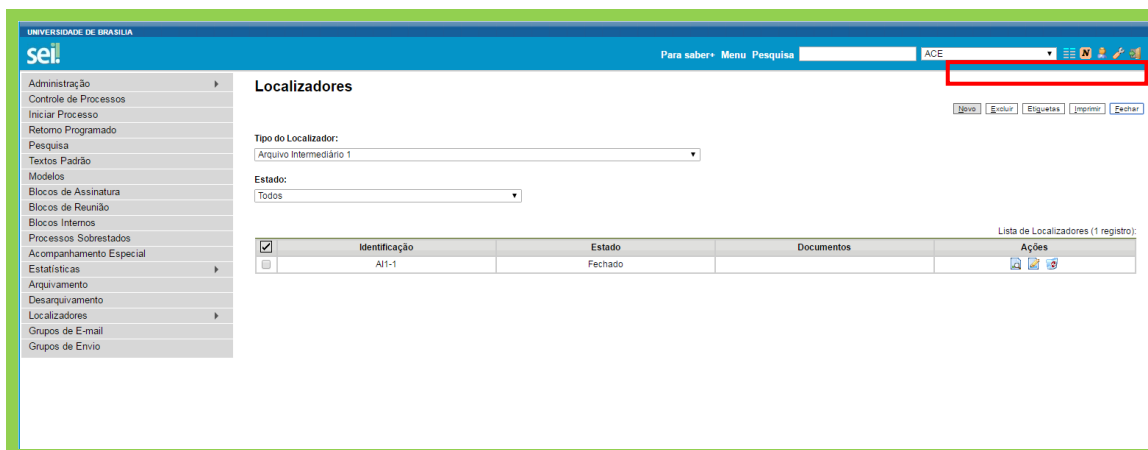 UNIVERSIDADE DE BRASILIA
sei!
Para saber+ Menu Pesquisa ACE N
Administração
Controle de Processos
Iniciar Processo
Retorno Programado
Pesquisa
Textos Padrão
Modelos
Blocos de Assinatura
Blocos de Reunião
Blocos Internos
Processos Sobrestados
Acompanhamento Especial
Estatísticas
Arquivamento
Desarquivamento
Localizadores
Grupos de E-mail
Grupos de Envio
Localizadores
Novo Excluir Etiquetas Imprimir Fechar
Tipo do Localizador:
Arquivo Intermediário 1
Estado:
Todos
Lista de Localizadores (1 registro):
Identificação Estado Documentos Ações
AI1-1 Fechado